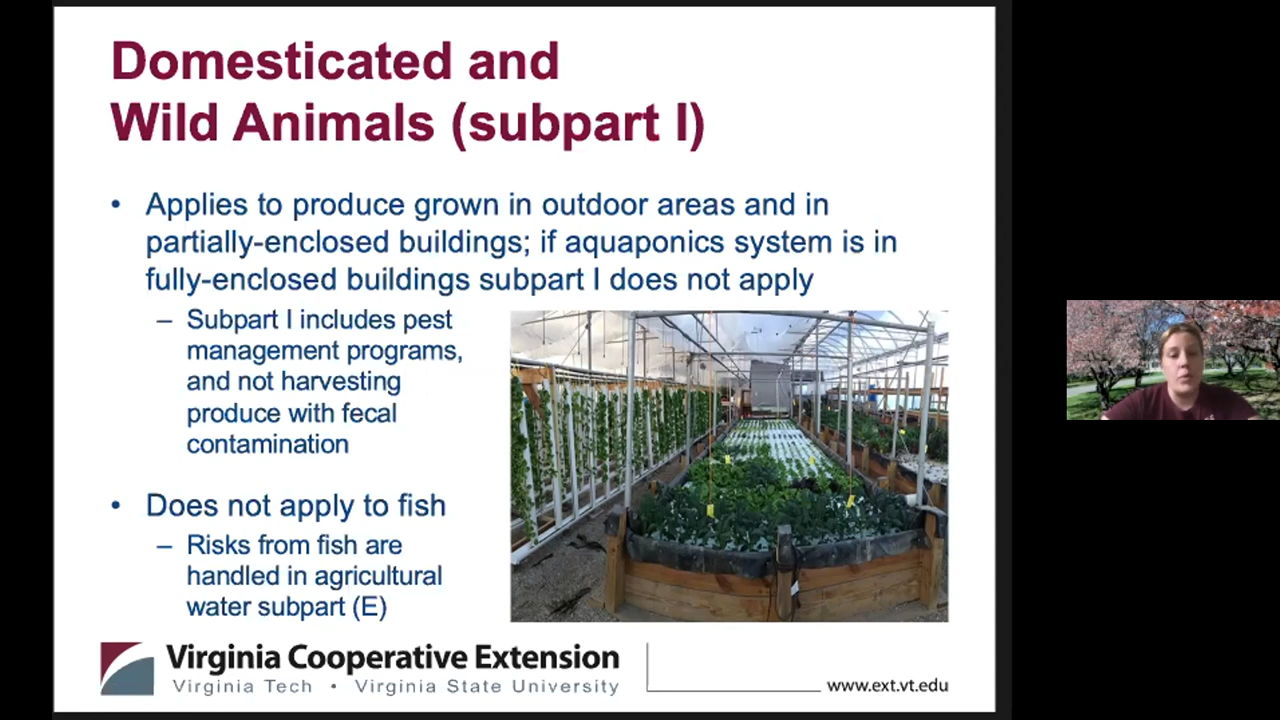 Domesticated and
Wild Animals (subpart I)
• Applies to produce grown in outdoor areas and in
partially-enclosed buildings; if aquaponics system is in
fully-enclosed buildings subpart I does not apply
– Subpart I includes pest
management programs,
and not harvesting
produce with fecal
contamination
• Does not apply to fish
– Risks from fish are
handled in agricultural
water subpart (E)
Virginia Cooperative Extension
Virginia Tech • Virginia State University
www.ext.vt.edu